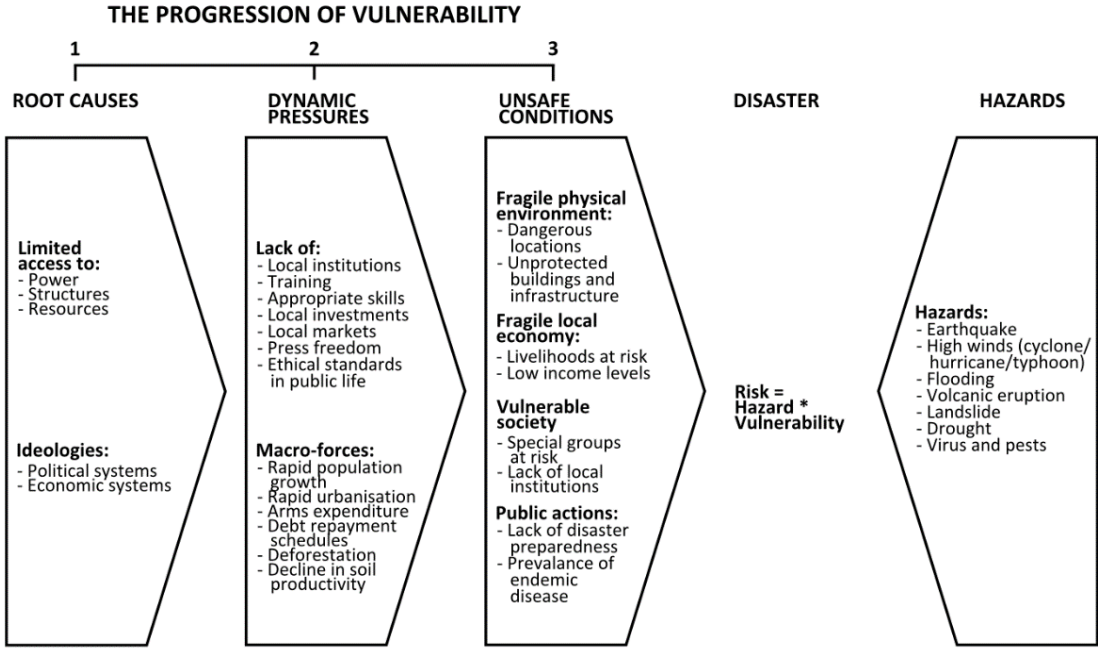 THE PROGRESSION OF VULNERABILITY
1
2
3
ROOT CAUSES
DYNAMIC
PRESSURES
UNSAFE
CONDITIONS
DISASTER
HAZARDS
Limited
access to:
- Power
- Structures
- Resources
Ideologies:
- Political systems
- Economic systems
Lack of:
- Local institutions
- Training
- Appropriate skills
- Local investments
- Local markets
- Press freedom
- Ethical standards
in public life
Macro-forces:
- Rapid population
growth
- Rapid urbanisation
- Arms expenditure
- Debt repayment
schedules
- Deforestation
- Decline in soil
productivity
Fragile physical
environment:
- Dangerous
locations
- Unprotected
buildings and
infrastructure
Fragile local
economy:
- Livelihoods at risk
- Low income levels
Vulnerable
society
- Special groups
at risk
- Lack of local
institutions
Public actions:
- Lack of disaster
preparedness
- Prevalance of
endemic
disease
Risk =
Hazard *
Vulnerability
Hazards:
- Earthquake
- High winds (cyclone/
hurricane/typhoon)
- Flooding
- Volcanic eruption
- Landslide
- Drought
- Virus and pests